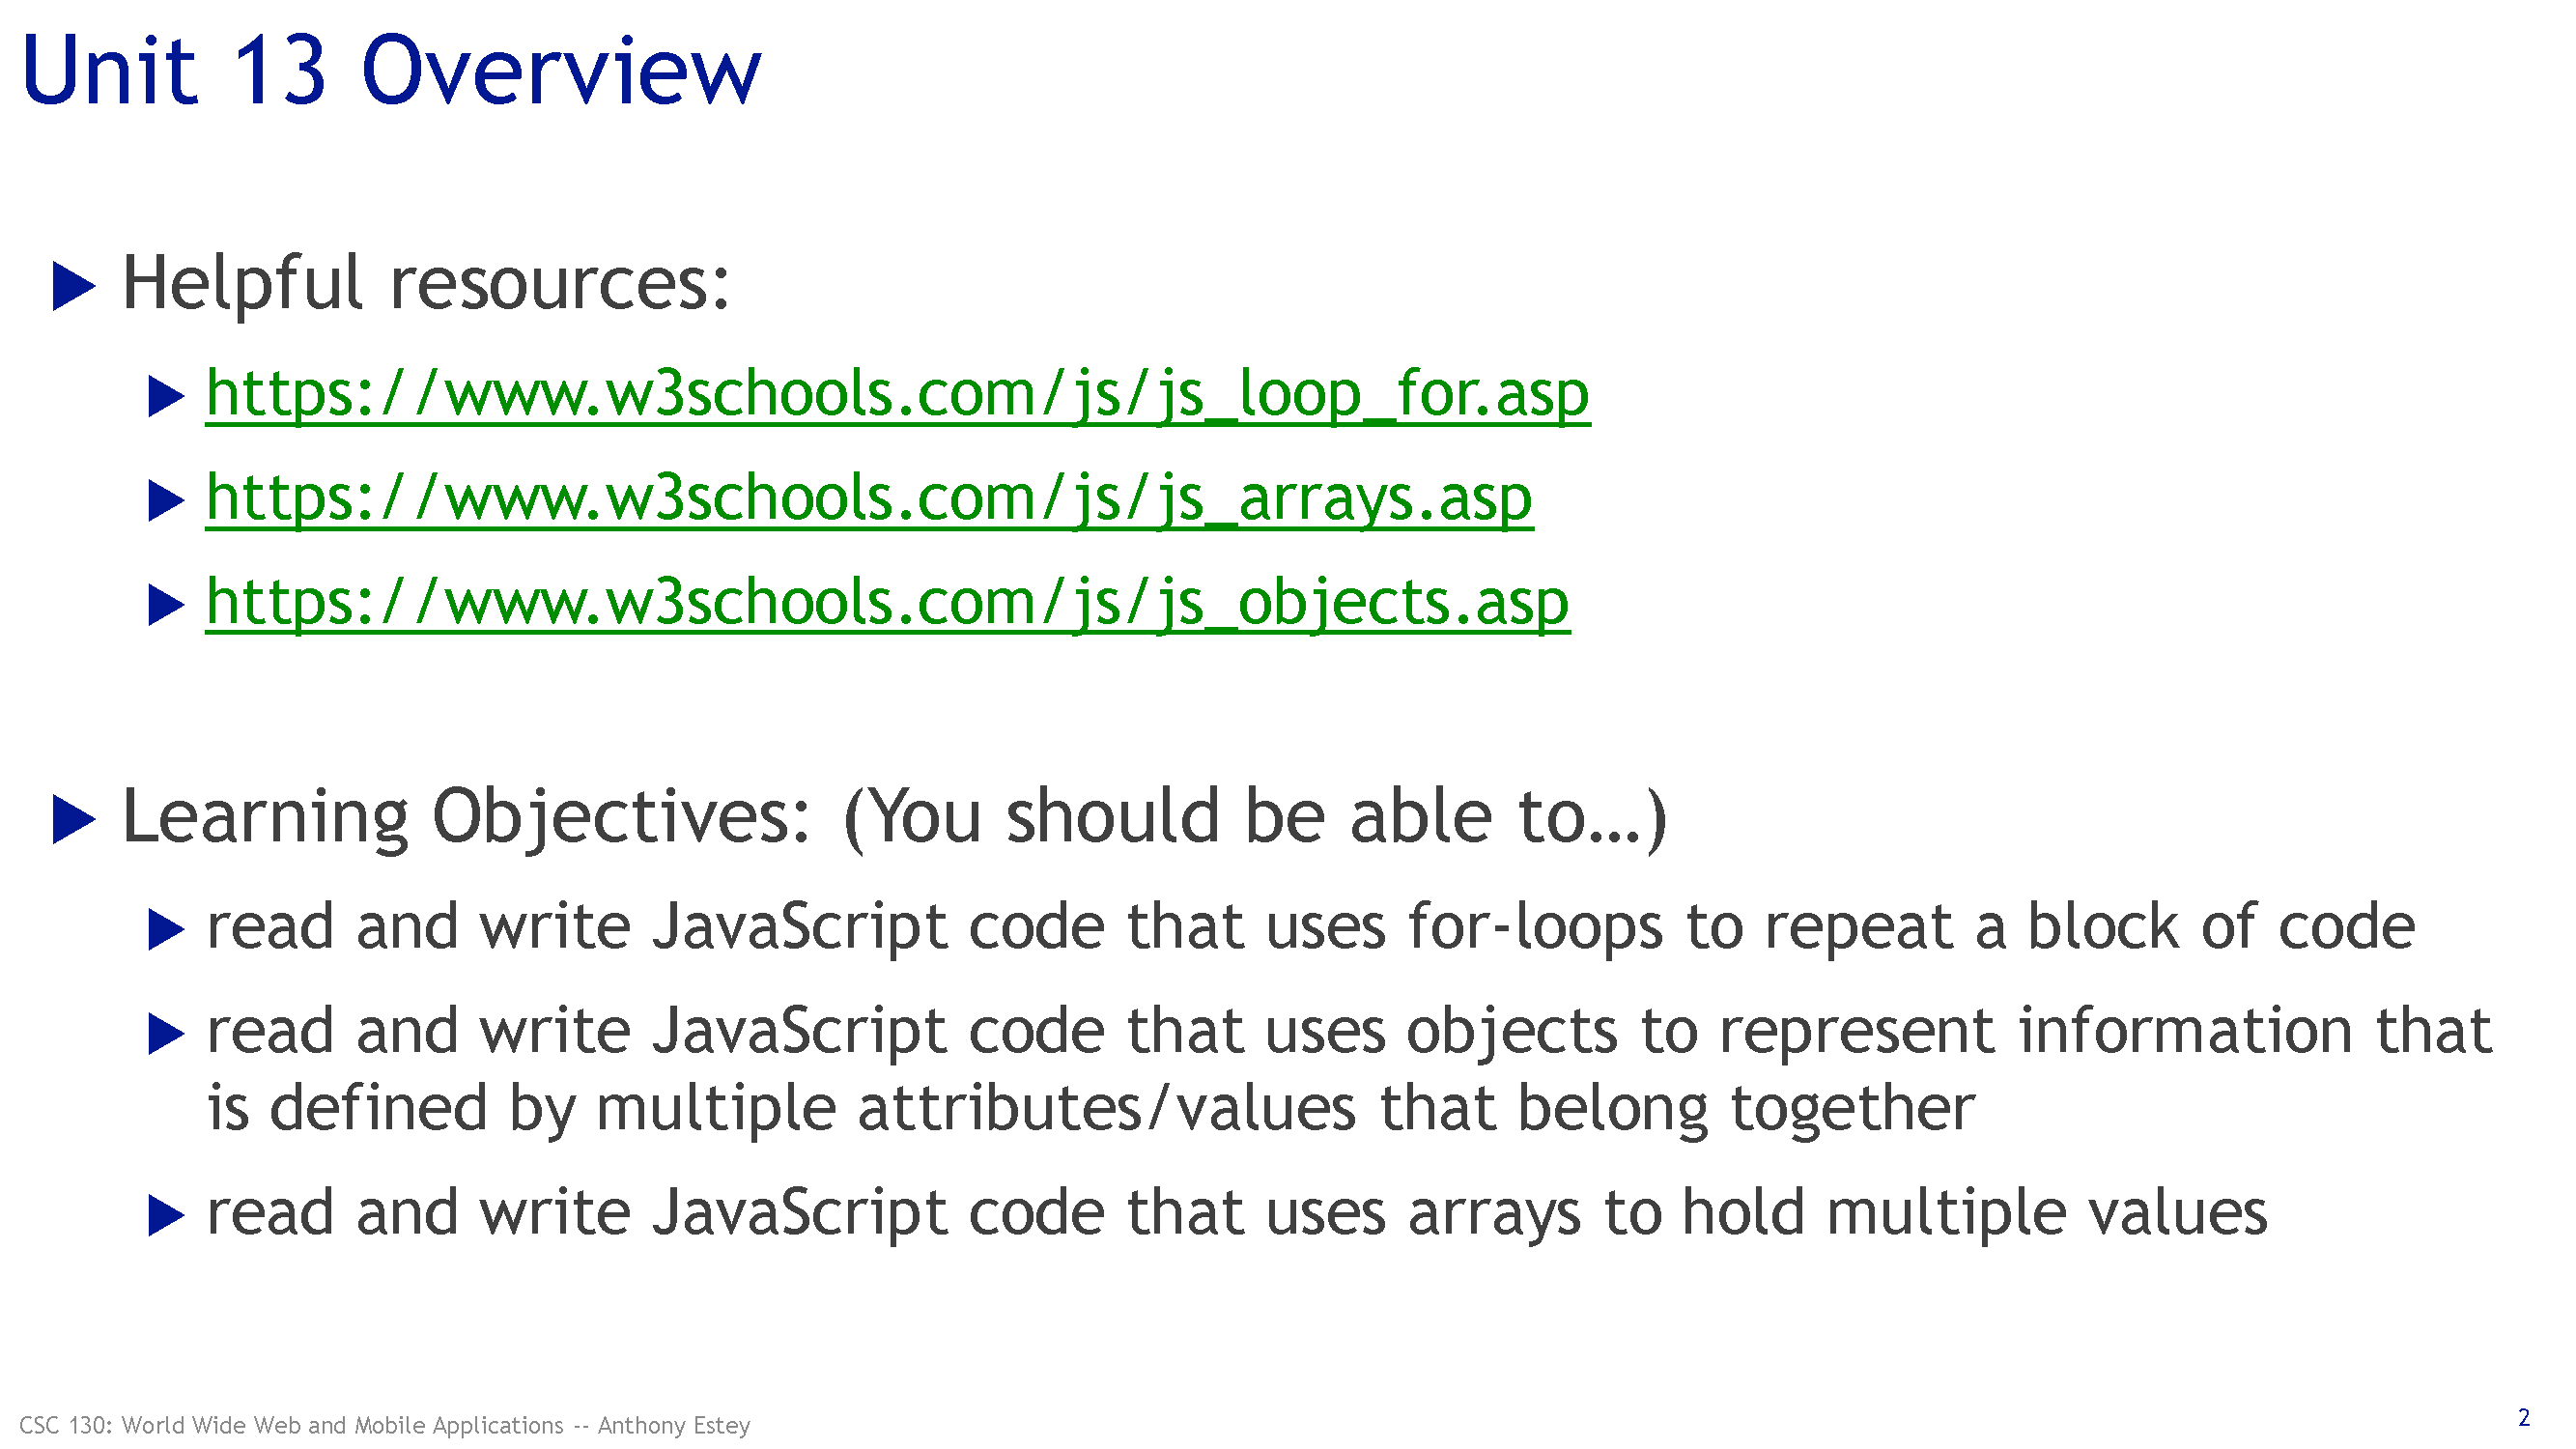 Unit 13 Overview
Helpful resources:
https://www.w3schools.com/js/js_loop_for.asp
https://www.w3schools.com/js/js_arrays.asp
https://www.w3schools.com/js/js_objects.asp
Learning Objectives: (You should be able to…)
read and write JavaScript code that uses for-loops to repeat a block of code
read and write JavaScript code that uses objects to represent information that
is defined by multiple attributes/values that belong together
read and write JavaScript code that uses arrays to hold multiple values
CSC 130: World Wide Web and Mobile Applications -- Anthony Estey
2